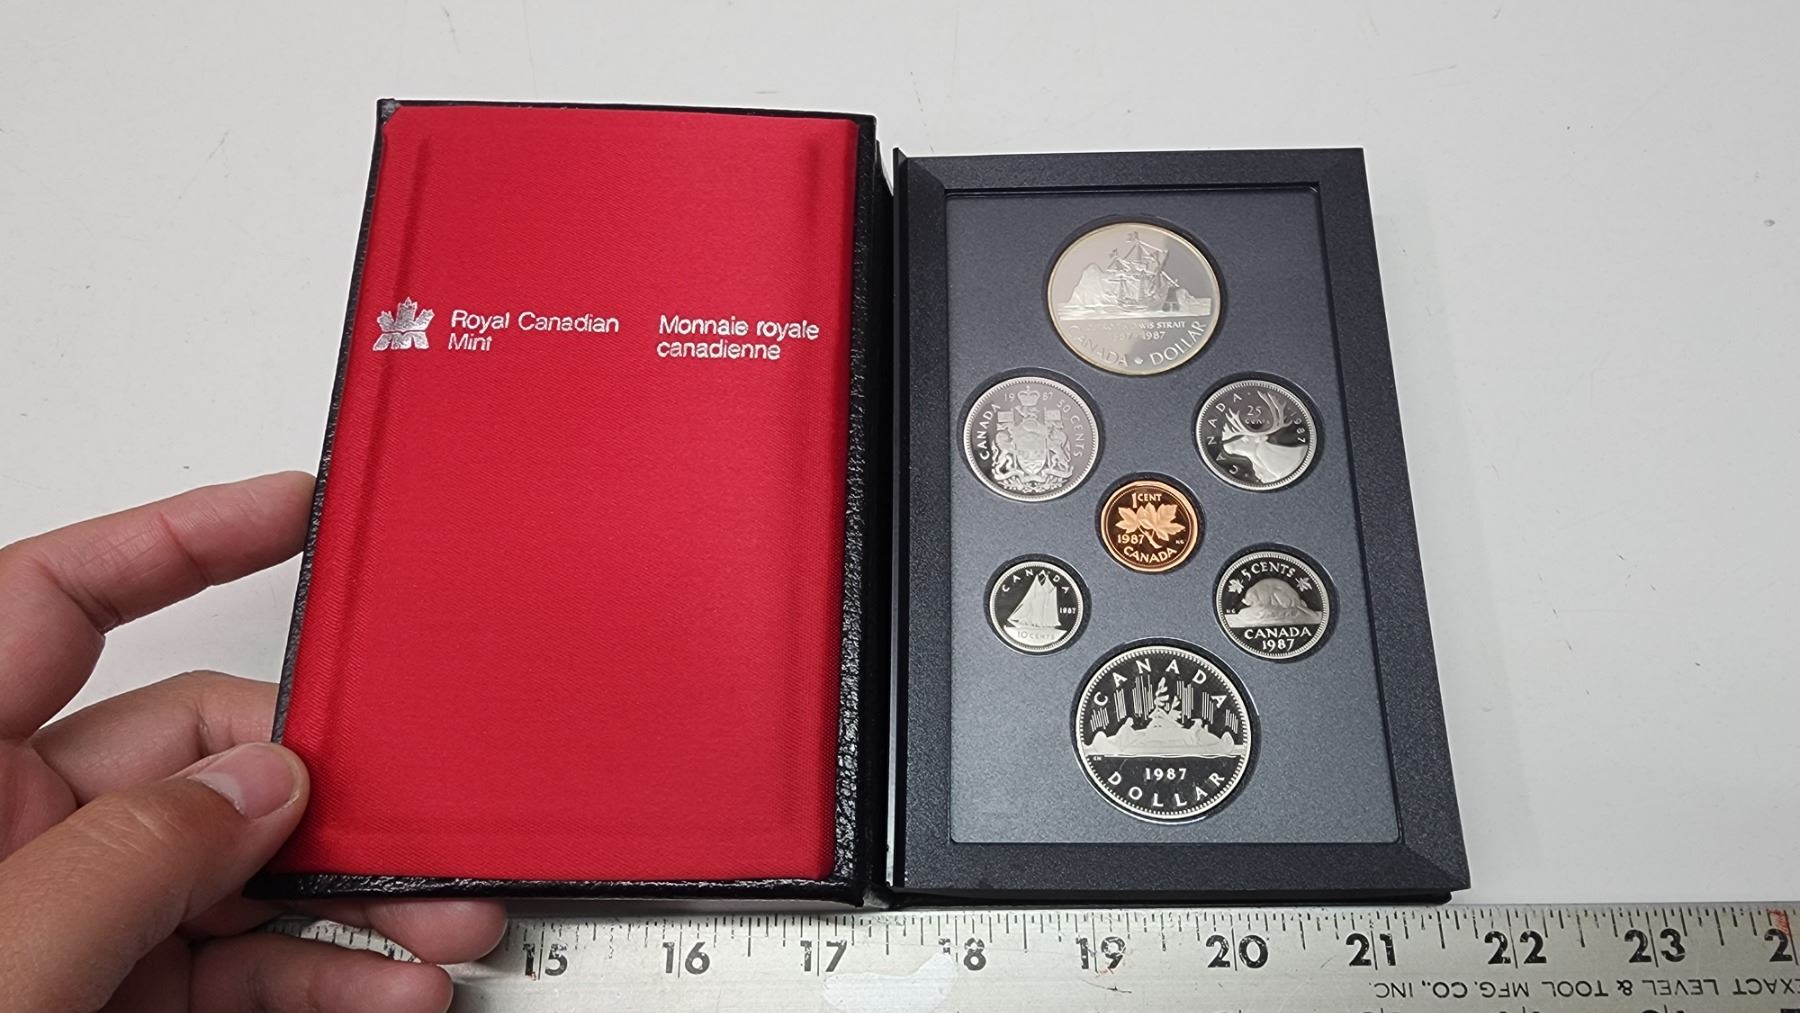 Royal Canadian
Mint
Monnaie royale
canadienne
DAVIS STRAIT
1987
CANADA DOLLAR
CANADA 1987 50 CENTS
CANADA 25 CENTS 1987
1 CENT
1987
CANADA
CANADA
1987
10 CENTS
5 CENTS
CANADA
1987
CANADA
1987
DOLLAR
15 16 17 18 19 20 21 22 23 2
EXACT LEVEL & TOOL MFG. CO., INC.